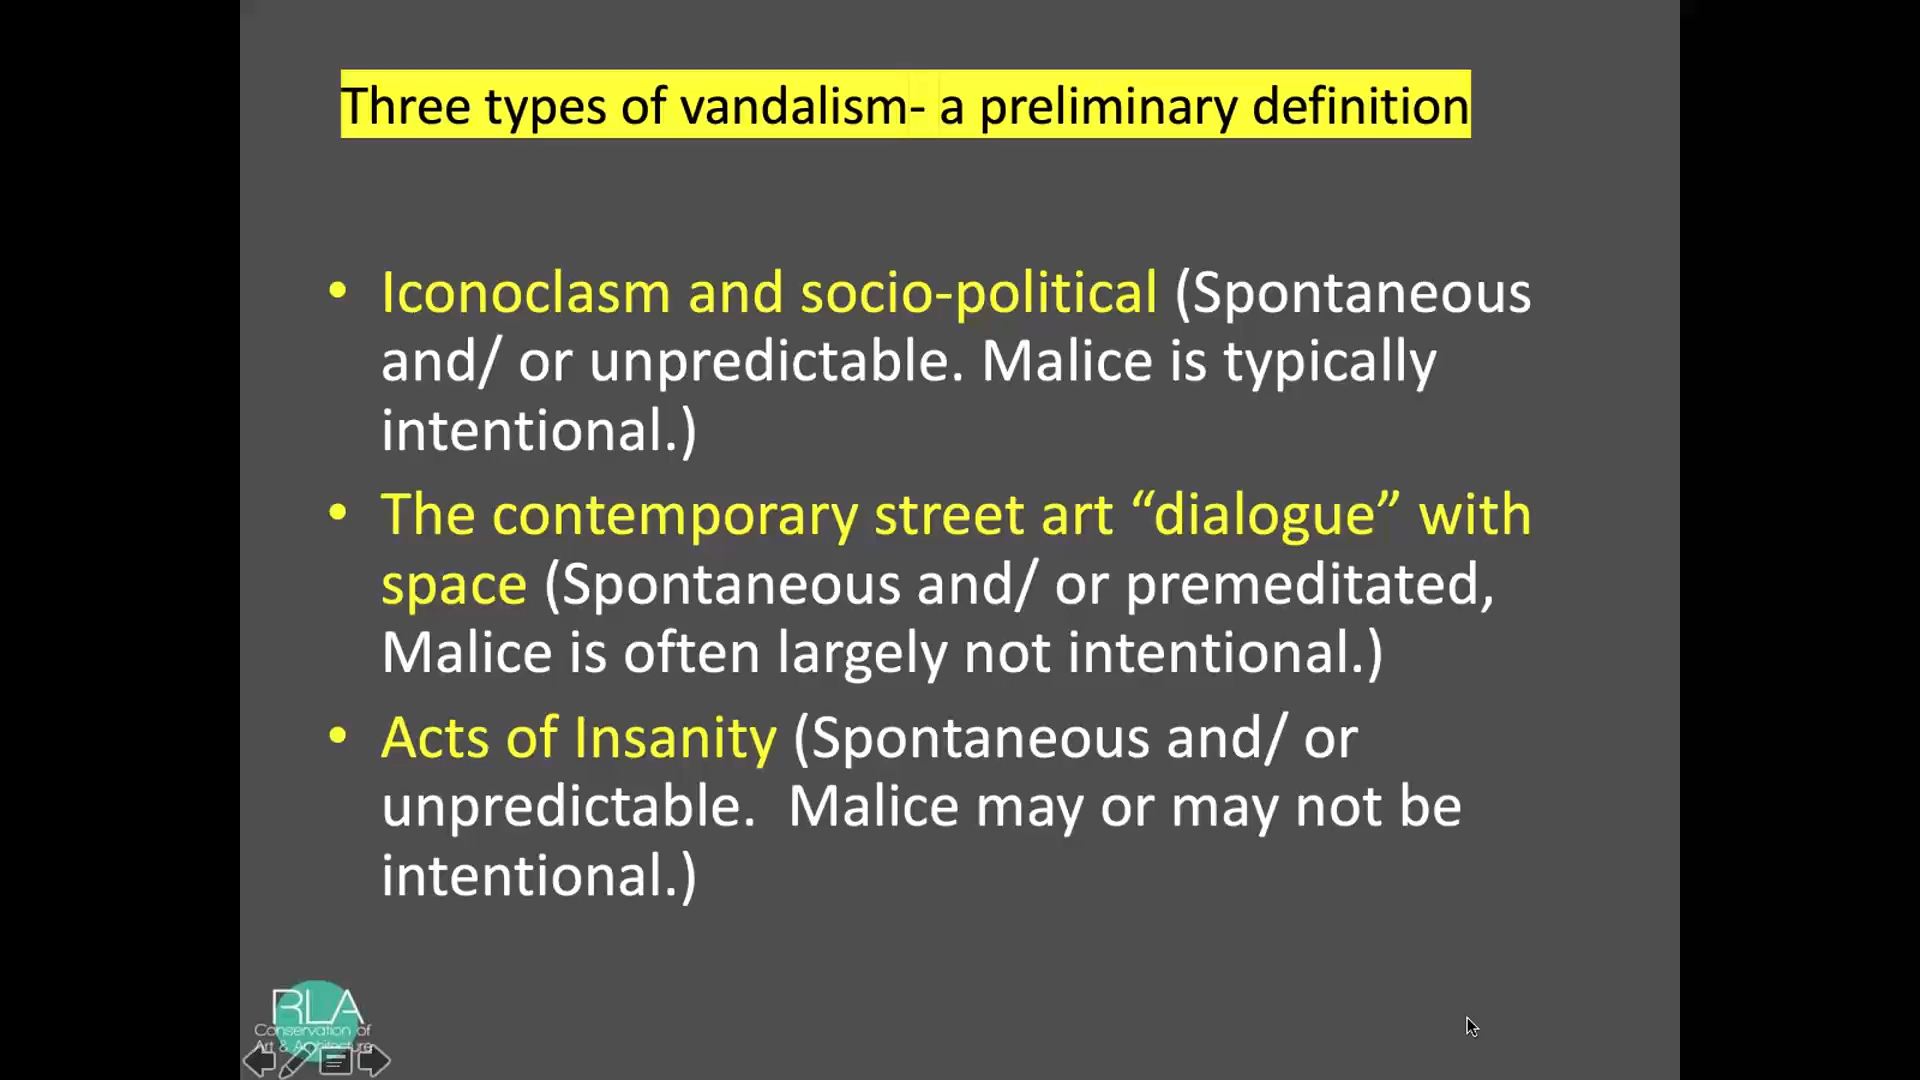 Three types of vandalism- a preliminary definition
• Iconoclasm and socio-political (Spontaneous
and/ or unpredictable. Malice is typically
intentional.)
• The contemporary street art “dialogue” with
space (Spontaneous and/ or premeditated,
Malice is often largely not intentional.)
• Acts of Insanity (Spontaneous and/ or
unpredictable.  Malice may or may not be
intentional.)
RLA
Conservation of
Art & Architecture